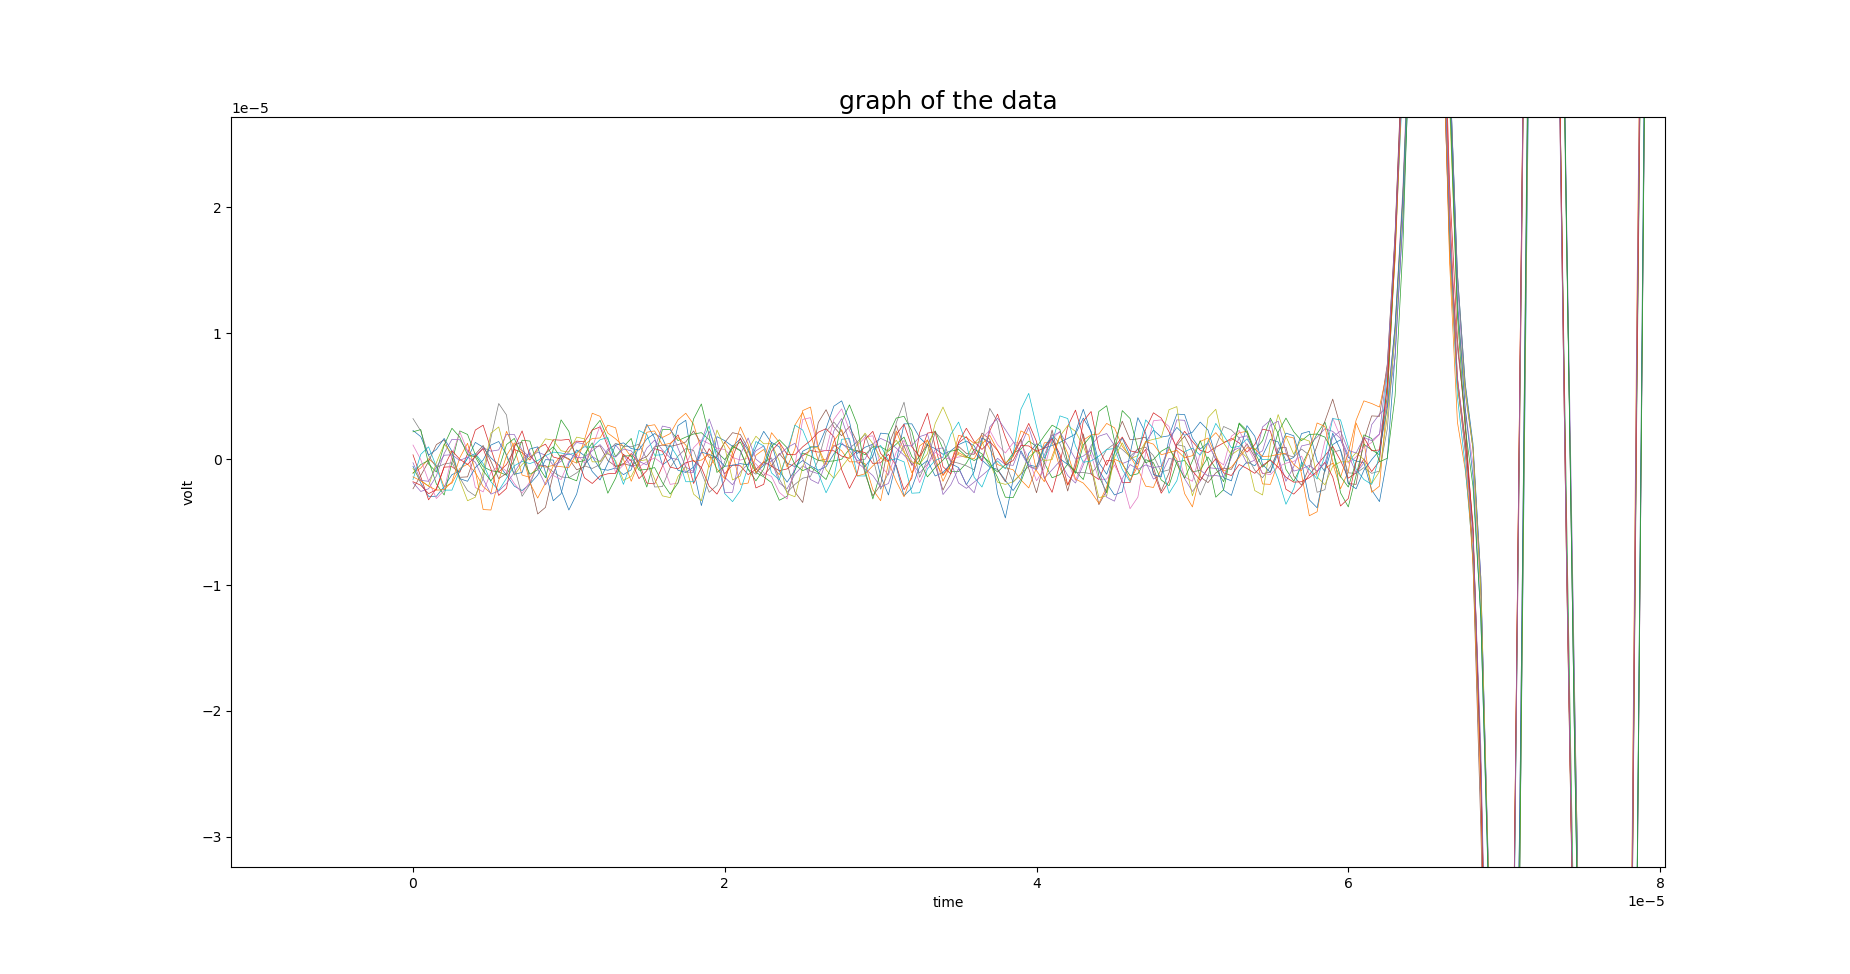 graph of the data
1e−5
2
1
0
−1
−2
−3
volt
0 2 4 6 8
time
1e−5